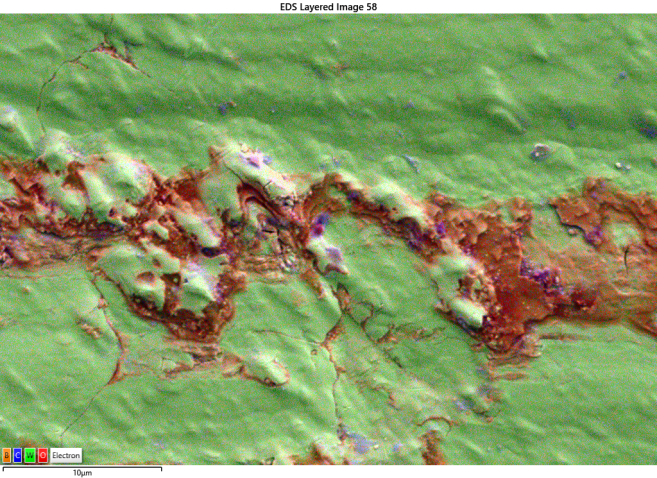 EDS Layered Image 58
B C W O Electron
10μm